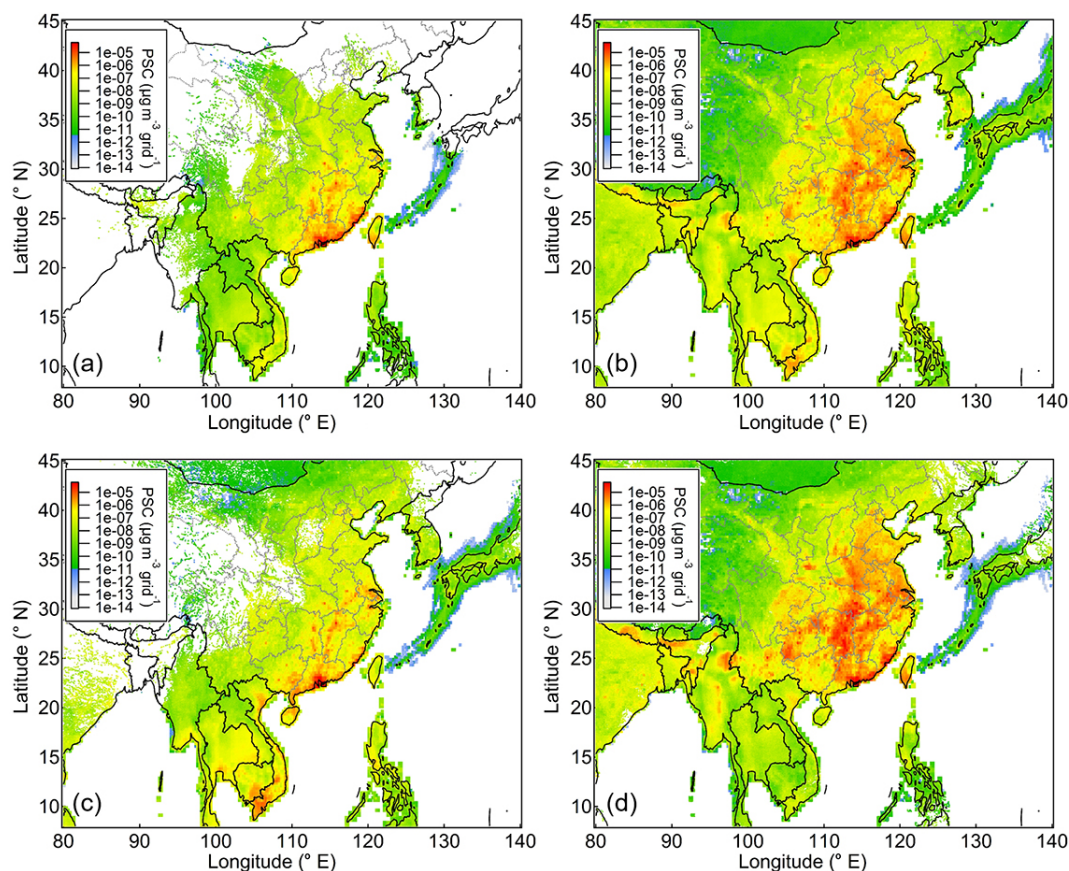 45
40
35
30
25
20
15
10
Latitude (° N)
PSC (µg m⁻³ grid⁻¹)
1e-05
1e-06
1e-07
1e-08
1e-09
1e-10
1e-11
1e-12
1e-13
1e-14
(a)
80 90 100 110 120 130 140
Longitude (° E)
45
40
35
30
25
20
15
10
Latitude (° N)
PSC (µg m⁻³ grid⁻¹)
1e-05
1e-06
1e-07
1e-08
1e-09
1e-10
1e-11
1e-12
1e-13
1e-14
(b)
80 90 100 110 120 130 140
Longitude (° E)
45
40
35
30
25
20
15
10
Latitude (° N)
PSC (µg m⁻³ grid⁻¹)
1e-05
1e-06
1e-07
1e-08
1e-09
1e-10
1e-11
1e-12
1e-13
1e-14
(c)
80 90 100 110 120 130 140
Longitude (° E)
45
40
35
30
25
20
15
10
Latitude (° N)
PSC (µg m⁻³ grid⁻¹)
1e-05
1e-06
1e-07
1e-08
1e-09
1e-10
1e-11
1e-12
1e-13
1e-14
(d)
80 90 100 110 120 130 140
Longitude (° E)